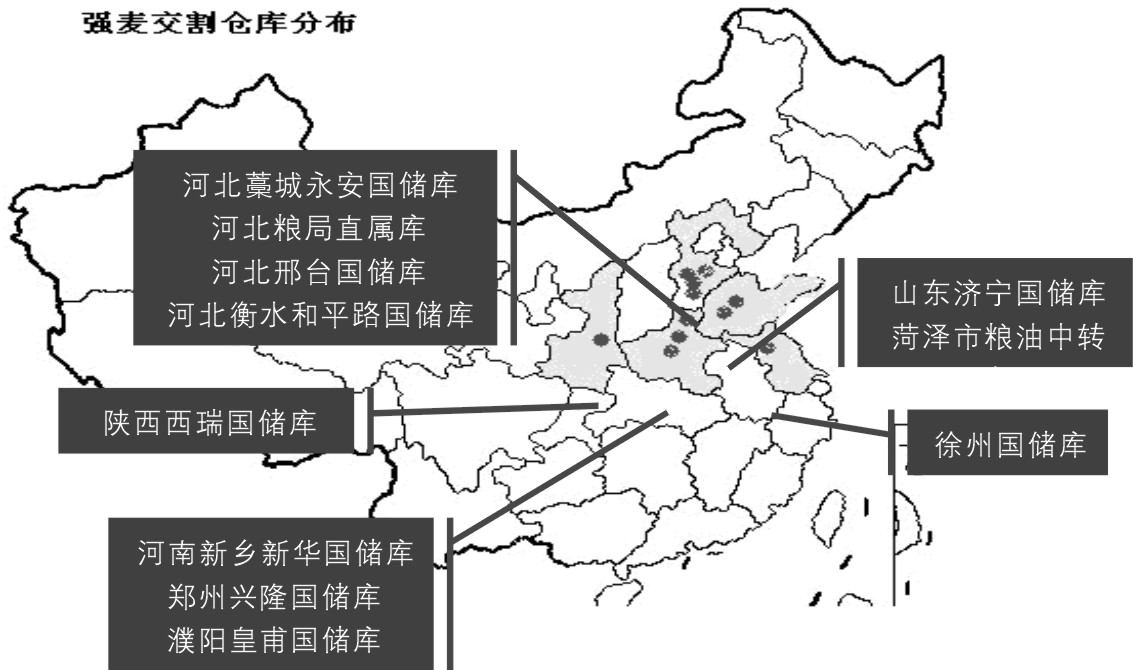 强麦交割仓库分布
河北藁城永安国储库
河北粮局直属库
河北邢台国储库
河北衡水和平路国储库
山东济宁国储库
菏泽市粮油中转
陕西西瑞国储库
徐州国储库
河南新乡新华国储库
郑州兴隆国储库
濮阳皇甫国储库